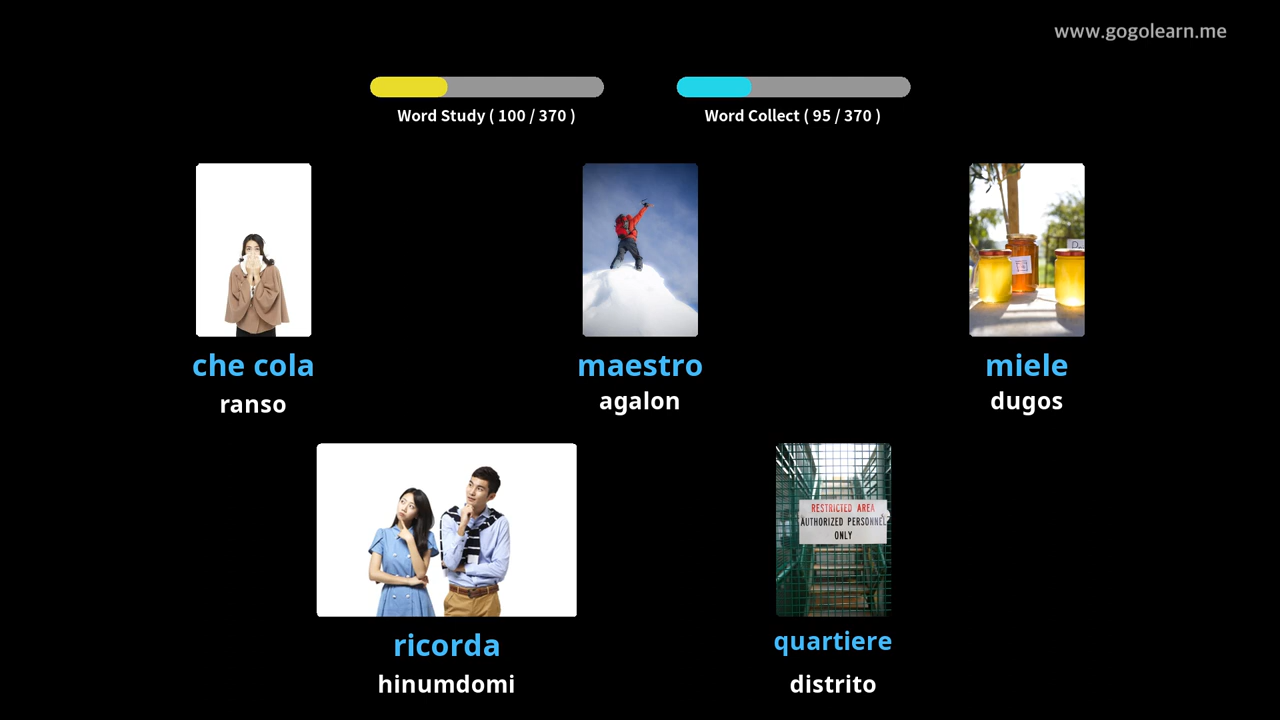 www.gogolearn.me
Word Study ( 100 / 370 )
Word Collect ( 95 / 370 )
che cola
ranso
maestro
agalon
miele
dugos
RESTRICTED AREA
AUTHORIZED PERSONNEL
ONLY
ricorda
hinumdomi
quartiere
distrito